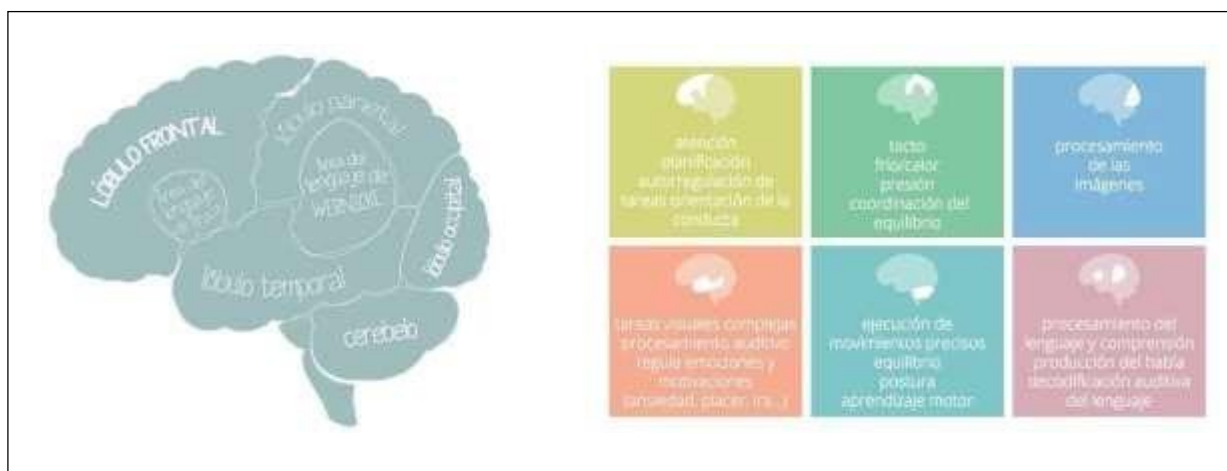 LÓBULO FRONTAL
lóbulo parietal
Área del
lenguaje de
WERNICKE
Área del
lenguaje
lóbulo occipital
lóbulo temporal
cerebelo
atención
planificación
autorregulación de
tareas orientación de la
conducta
tacto
frío/calor
presión
coordinación del
equilibrio
procesamiento
de las
imágenes
tareas visuales complejas
procesamiento auditivo
regula emociones y
motivaciones
(ansiedad, placer, ira...)
ejecución de
movimientos precisos
equilibrio
postura
aprendizaje motor
procesamiento del
lenguaje y comprensión
producción del habla
decodificación auditiva
del lenguaje